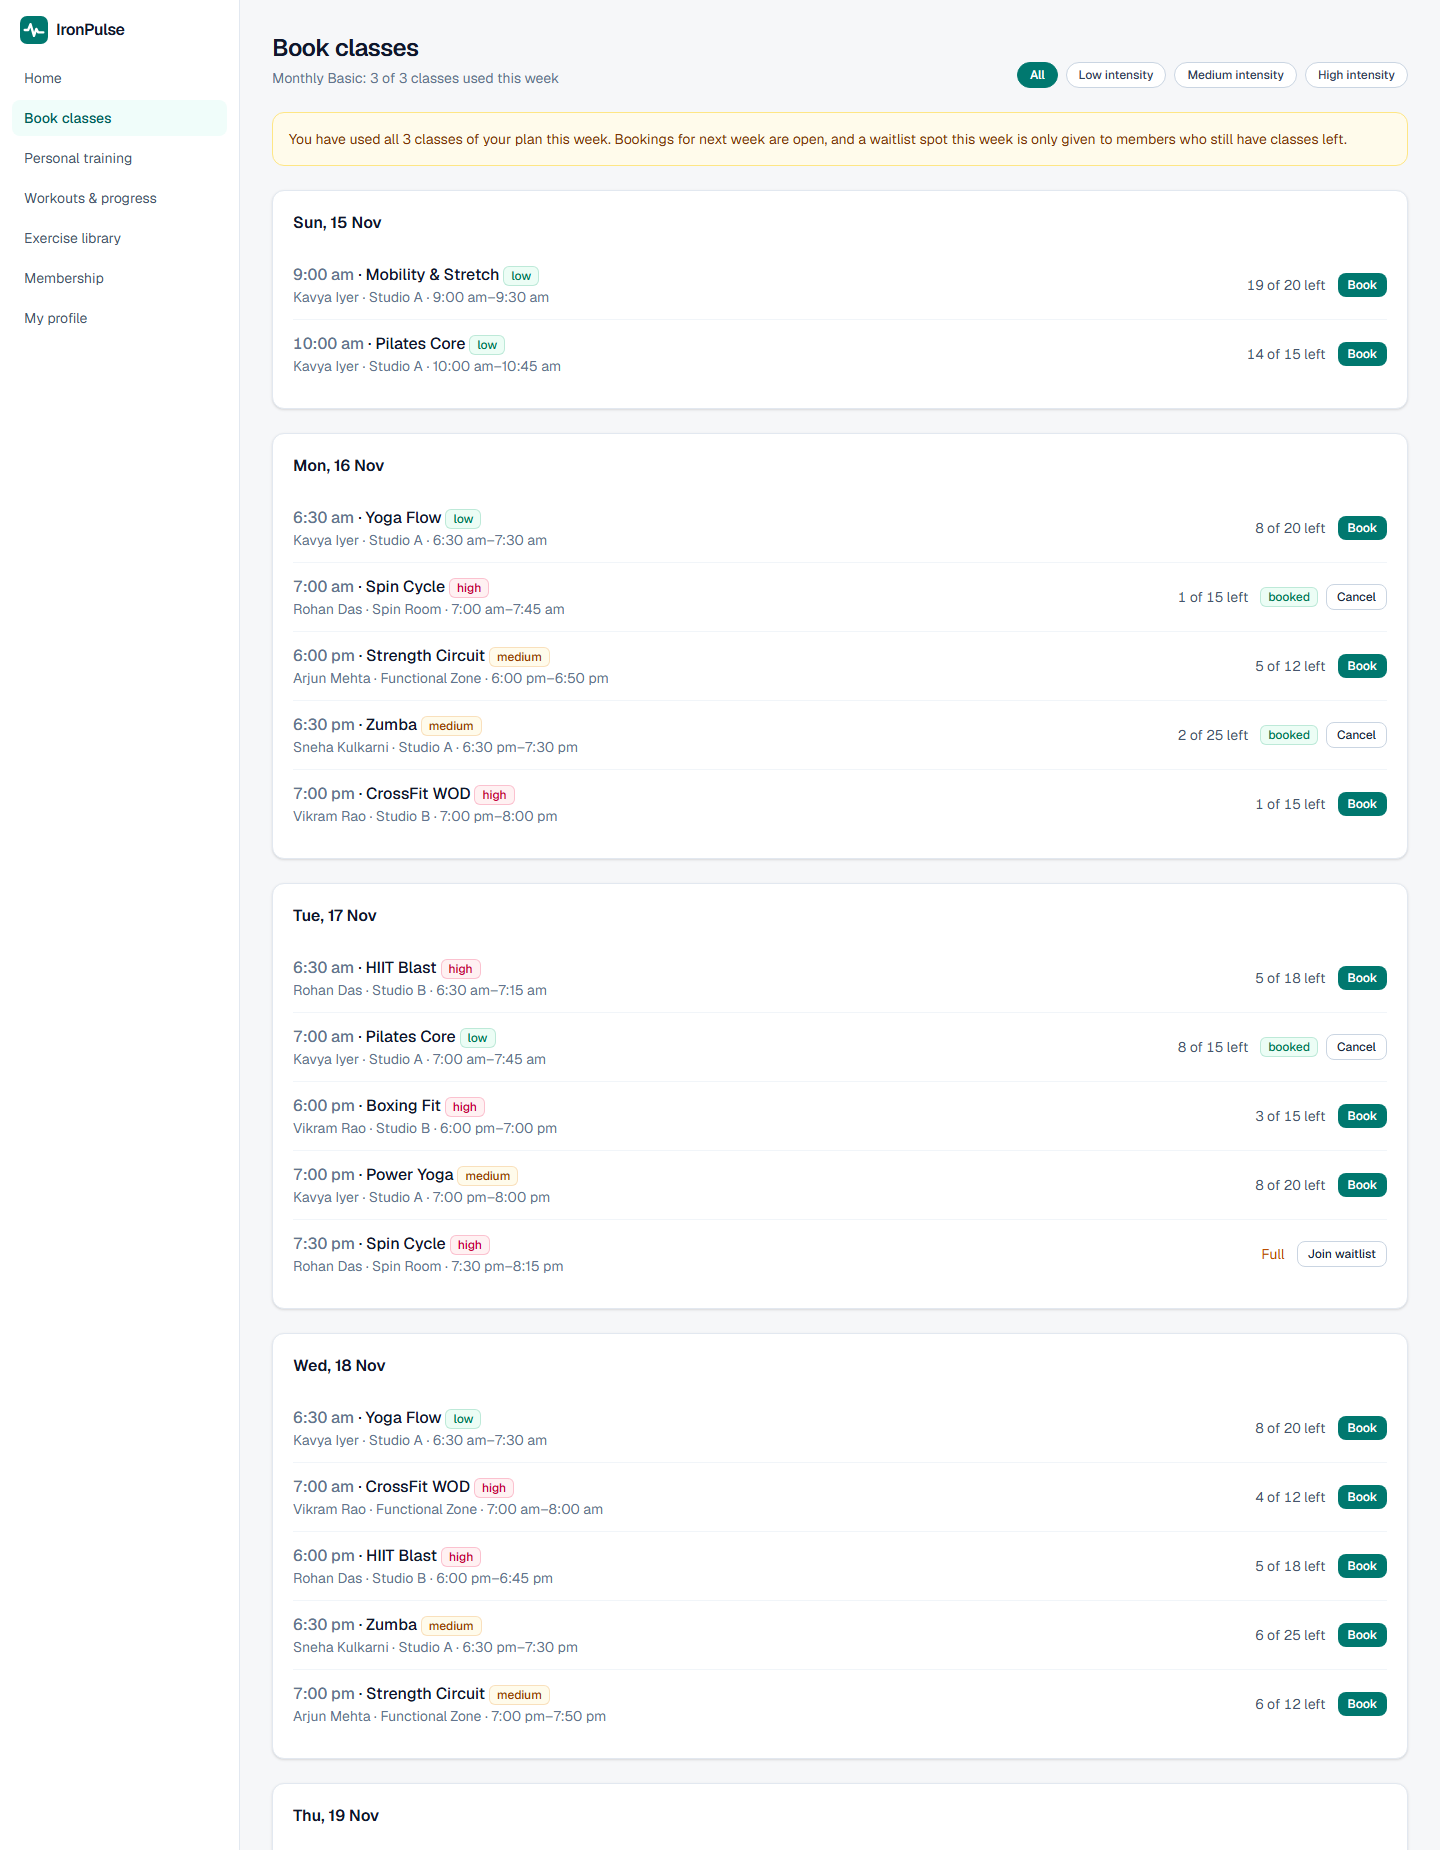 IronPulse
Home
Book classes
Personal training
Workouts & progress
Exercise library
Membership
My profile
Book classes
Monthly Basic: 3 of 3 classes used this week
All
Low intensity
Medium intensity
High intensity
You have used all 3 classes of your plan this week. Bookings for next week are open, and a waitlist spot this week is only given to members who still have classes left.
Sun, 15 Nov
9:00 am · Mobility & Stretch low
Kavya Iyer · Studio A · 9:00 am–9:30 am
19 of 20 left Book
10:00 am · Pilates Core low
Kavya Iyer · Studio A · 10:00 am–10:45 am
14 of 15 left Book
Mon, 16 Nov
6:30 am · Yoga Flow low
Kavya Iyer · Studio A · 6:30 am–7:30 am
8 of 20 left Book
7:00 am · Spin Cycle high
Rohan Das · Spin Room · 7:00 am–7:45 am
1 of 15 left booked Cancel
6:00 pm · Strength Circuit medium
Arjun Mehta · Functional Zone · 6:00 pm–6:50 pm
5 of 12 left Book
6:30 pm · Zumba medium
Sneha Kulkarni · Studio A · 6:30 pm–7:30 pm
2 of 25 left booked Cancel
7:00 pm · CrossFit WOD high
Vikram Rao · Studio B · 7:00 pm–8:00 pm
1 of 15 left Book
Tue, 17 Nov
6:30 am · HIIT Blast high
Rohan Das · Studio B · 6:30 am–7:15 am
5 of 18 left Book
7:00 am · Pilates Core low
Kavya Iyer · Studio A · 7:00 am–7:45 am
8 of 15 left booked Cancel
6:00 pm · Boxing Fit high
Vikram Rao · Studio B · 6:00 pm–7:00 pm
3 of 15 left Book
7:00 pm · Power Yoga medium
Kavya Iyer · Studio A · 7:00 pm–8:00 pm
8 of 20 left Book
7:30 pm · Spin Cycle high
Rohan Das · Spin Room · 7:30 pm–8:15 pm
Full Join waitlist
Wed, 18 Nov
6:30 am · Yoga Flow low
Kavya Iyer · Studio A · 6:30 am–7:30 am
8 of 20 left Book
7:00 am · CrossFit WOD high
Vikram Rao · Functional Zone · 7:00 am–8:00 am
4 of 12 left Book
6:00 pm · HIIT Blast high
Rohan Das · Studio B · 6:00 pm–6:45 pm
5 of 18 left Book
6:30 pm · Zumba medium
Sneha Kulkarni · Studio A · 6:30 pm–7:30 pm
6 of 25 left Book
7:00 pm · Strength Circuit medium
Arjun Mehta · Functional Zone · 7:00 pm–7:50 pm
6 of 12 left Book
Thu, 19 Nov